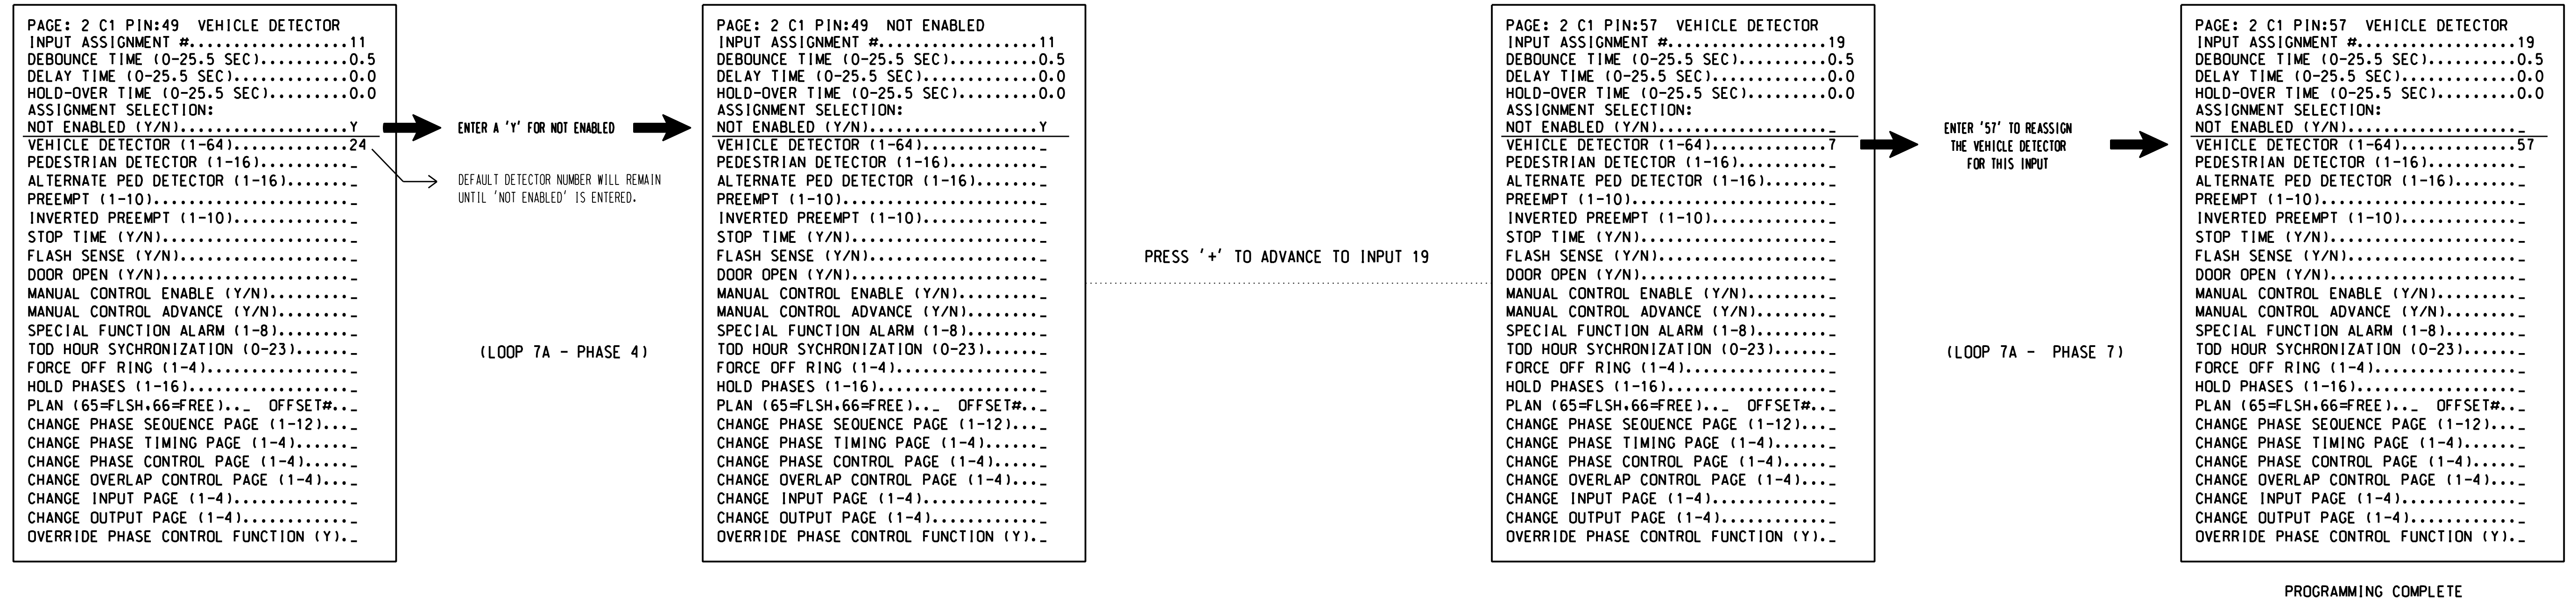 PAGE: 2 C1 PIN:49  VEHICLE DETECTOR
INPUT ASSIGNMENT #..................11
DEBOUNCE TIME (0-25.5 SEC)..........0.5
DELAY TIME (0-25.5 SEC).............0.0
HOLD-OVER TIME (0-25.5 SEC).........0.0
ASSIGNMENT SELECTION:
NOT ENABLED (Y/N)...................Y
VEHICLE DETECTOR (1-64).............24
PEDESTRIAN DETECTOR (1-16).........._
ALTERNATE PED DETECTOR (1-16)......._
PREEMPT (1-10)......................_
INVERTED PREEMPT (1-10)............._
STOP TIME (Y/N)....................._
FLASH SENSE (Y/N)..................._
DOOR OPEN (Y/N)....................._
MANUAL CONTROL ENABLE (Y/N)........._
MANUAL CONTROL ADVANCE (Y/N)........_
SPECIAL FUNCTION ALARM (1-8)........_
TOD HOUR SYCHRONIZATION (0-23)......_
FORCE OFF RING (1-4)................_
HOLD PHASES (1-16).................._
PLAN (65=FLSH,66=FREE).._  OFFSET#.._
CHANGE PHASE SEQUENCE PAGE (1-12)..._
CHANGE PHASE TIMING PAGE (1-4)......_
CHANGE PHASE CONTROL PAGE (1-4)....._
CHANGE OVERLAP CONTROL PAGE (1-4)..._
CHANGE INPUT PAGE (1-4)............._
CHANGE OUTPUT PAGE (1-4)............_
OVERRIDE PHASE CONTROL FUNCTION (Y)._
ENTER A 'Y' FOR NOT ENABLED
DEFAULT DETECTOR NUMBER WILL REMAIN
UNTIL 'NOT ENABLED' IS ENTERED.
(LOOP 7A - PHASE 4)
PAGE: 2 C1 PIN:49  NOT ENABLED
INPUT ASSIGNMENT #..................11
DEBOUNCE TIME (0-25.5 SEC)..........0.5
DELAY TIME (0-25.5 SEC).............0.0
HOLD-OVER TIME (0-25.5 SEC).........0.0
ASSIGNMENT SELECTION:
NOT ENABLED (Y/N)...................Y
VEHICLE DETECTOR (1-64)............._
PEDESTRIAN DETECTOR (1-16).........._
ALTERNATE PED DETECTOR (1-16)......._
PREEMPT (1-10)......................_
INVERTED PREEMPT (1-10)............._
STOP TIME (Y/N)....................._
FLASH SENSE (Y/N)..................._
DOOR OPEN (Y/N)....................._
MANUAL CONTROL ENABLE (Y/N)........._
MANUAL CONTROL ADVANCE (Y/N)........_
SPECIAL FUNCTION ALARM (1-8)........_
TOD HOUR SYCHRONIZATION (0-23)......_
FORCE OFF RING (1-4)................_
HOLD PHASES (1-16).................._
PLAN (65=FLSH,66=FREE).._  OFFSET#.._
CHANGE PHASE SEQUENCE PAGE (1-12)..._
CHANGE PHASE TIMING PAGE (1-4)......_
CHANGE PHASE CONTROL PAGE (1-4)....._
CHANGE OVERLAP CONTROL PAGE (1-4)..._
CHANGE INPUT PAGE (1-4)............._
CHANGE OUTPUT PAGE (1-4)............_
OVERRIDE PHASE CONTROL FUNCTION (Y)._
PRESS '+' TO ADVANCE TO INPUT 19
PAGE: 2 C1 PIN:57  VEHICLE DETECTOR
INPUT ASSIGNMENT #..................19
DEBOUNCE TIME (0-25.5 SEC)..........0.5
DELAY TIME (0-25.5 SEC).............0.0
HOLD-OVER TIME (0-25.5 SEC).........0.0
ASSIGNMENT SELECTION:
NOT ENABLED (Y/N)..................._
VEHICLE DETECTOR (1-64).............7
PEDESTRIAN DETECTOR (1-16).........._
ALTERNATE PED DETECTOR (1-16)......._
PREEMPT (1-10)......................_
INVERTED PREEMPT (1-10)............._
STOP TIME (Y/N)....................._
FLASH SENSE (Y/N)..................._
DOOR OPEN (Y/N)....................._
MANUAL CONTROL ENABLE (Y/N)........._
MANUAL CONTROL ADVANCE (Y/N)........_
SPECIAL FUNCTION ALARM (1-8)........_
TOD HOUR SYCHRONIZATION (0-23)......_
FORCE OFF RING (1-4)................_
HOLD PHASES (1-16).................._
PLAN (65=FLSH,66=FREE).._  OFFSET#.._
CHANGE PHASE SEQUENCE PAGE (1-12)..._
CHANGE PHASE TIMING PAGE (1-4)......_
CHANGE PHASE CONTROL PAGE (1-4)....._
CHANGE OVERLAP CONTROL PAGE (1-4)..._
CHANGE INPUT PAGE (1-4)............._
CHANGE OUTPUT PAGE (1-4)............_
OVERRIDE PHASE CONTROL FUNCTION (Y)._
ENTER '57' TO REASSIGN
THE VEHICLE DETECTOR
FOR THIS INPUT
(LOOP 7A -  PHASE 7)
PAGE: 2 C1 PIN:57  VEHICLE DETECTOR
INPUT ASSIGNMENT #..................19
DEBOUNCE TIME (0-25.5 SEC)..........0.5
DELAY TIME (0-25.5 SEC).............0.0
HOLD-OVER TIME (0-25.5 SEC).........0.0
ASSIGNMENT SELECTION:
NOT ENABLED (Y/N)..................._
VEHICLE DETECTOR (1-64).............57
PEDESTRIAN DETECTOR (1-16).........._
ALTERNATE PED DETECTOR (1-16)......._
PREEMPT (1-10)......................_
INVERTED PREEMPT (1-10)............._
STOP TIME (Y/N)....................._
FLASH SENSE (Y/N)..................._
DOOR OPEN (Y/N)....................._
MANUAL CONTROL ENABLE (Y/N)........._
MANUAL CONTROL ADVANCE (Y/N)........_
SPECIAL FUNCTION ALARM (1-8)........_
TOD HOUR SYCHRONIZATION (0-23)......_
FORCE OFF RING (1-4)................_
HOLD PHASES (1-16).................._
PLAN (65=FLSH,66=FREE).._  OFFSET#.._
CHANGE PHASE SEQUENCE PAGE (1-12)..._
CHANGE PHASE TIMING PAGE (1-4)......_
CHANGE PHASE CONTROL PAGE (1-4)....._
CHANGE OVERLAP CONTROL PAGE (1-4)..._
CHANGE INPUT PAGE (1-4)............._
CHANGE OUTPUT PAGE (1-4)............_
OVERRIDE PHASE CONTROL FUNCTION (Y)._
PROGRAMMING COMPLETE